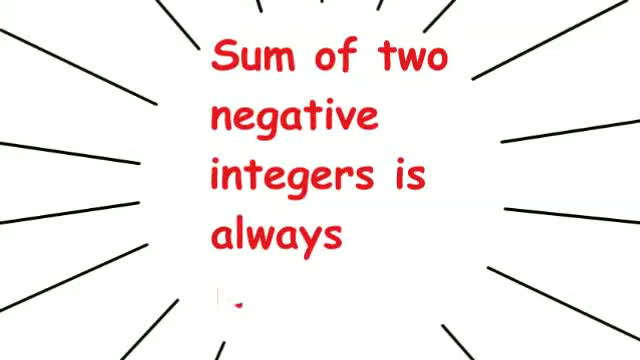 Sum of two
negative
integers is
always